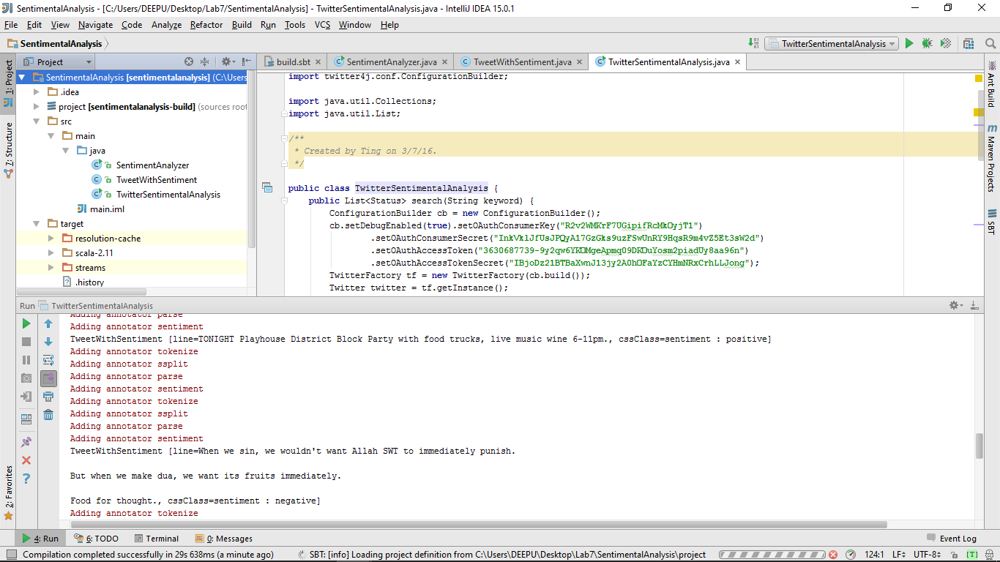 SentimentalAnalysis - [C:/Users/DEEPU/Desktop/Lab7/SentimentalAnalysis] - TwitterSentimentalAnalysis.java - IntelliJ IDEA 15.0.1
File Edit View Navigate Code Analyze Refactor Build Run Tools VCS Window Help
SentimentalAnalysis
TwitterSentimentalAnalysis
1: Project
7: Structure
2: Favorites
Project
SentimentalAnalysis [sentimentalanalysis] (C:\Users
.idea
project [sentimentalanalysis-build] (sources root
src
main
java
SentimentAnalyzer
TweetWithSentiment
TwitterSentimentalAnalysis
main.iml
target
resolution-cache
scala-2.11
streams
.history
build.sbt SentimentAnalyzer.java TweetWithSentiment.java TwitterSentimentalAnalysis.java
import twitter4j.conf.ConfigurationBuilder;
import java.util.Collections;
import java.util.List;
/**
* Created by Ting on 3/7/16.
*/
public class TwitterSentimentalAnalysis {
public List<Status> search(String keyword) {
ConfigurationBuilder cb = new ConfigurationBuilder();
cb.setDebugEnabled(true).setOAuthConsumerKey("")
.setOAuthConsumerSecret("")
.setOAuthAccessToken("")
.setOAuthAccessTokenSecret("");
TwitterFactory tf = new TwitterFactory(cb.build());
Twitter twitter = tf.getInstance();
Ant Build
m Maven Projects
SBT
Run TwitterSentimentalAnalysis
Adding annotator parse
Adding annotator sentiment
TweetWithSentiment [line=TONIGHT Playhouse District Block Party with food trucks, live music wine 6-11pm., cssClass=sentiment : positive]
Adding annotator tokenize
Adding annotator ssplit
Adding annotator parse
Adding annotator sentiment
Adding annotator tokenize
Adding annotator ssplit
Adding annotator parse
Adding annotator sentiment
TweetWithSentiment [line=When we sin, we wouldn't want Allah SWT to immediately punish.
But when we make dua, we want its fruits immediately.
Food for thought., cssClass=sentiment : negative]
Adding annotator tokenize
4: Run 6: TODO Terminal 0: Messages Event Log
Compilation completed successfully in 29s 638ms (a minute ago) SBT: [info] Loading project definition from C:\Users\DEEPU\Desktop\Lab7\SentimentalAnalysis\project 124:1 LF UTF-8 [T]